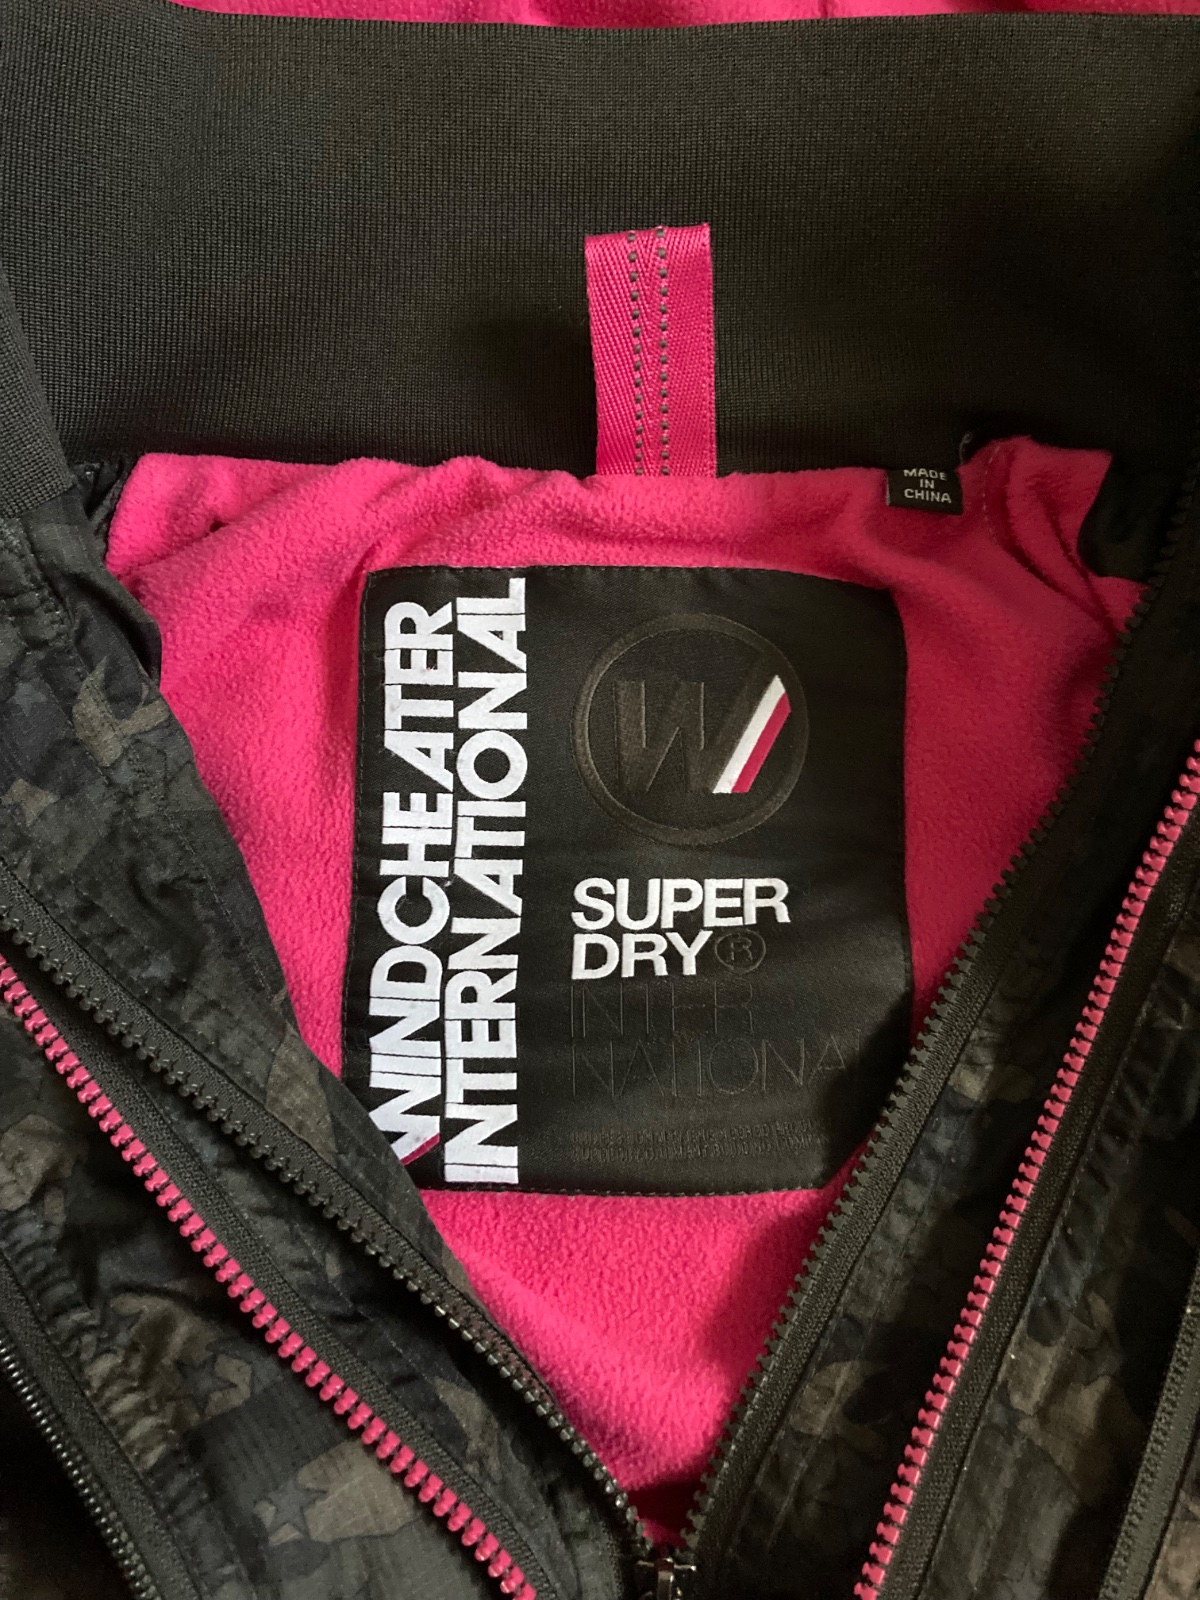 MADE
IN
CHINA
WINDCHEATER
INTERNATIONAL
W
SUPER
DRY®
INTER
NATIONAL